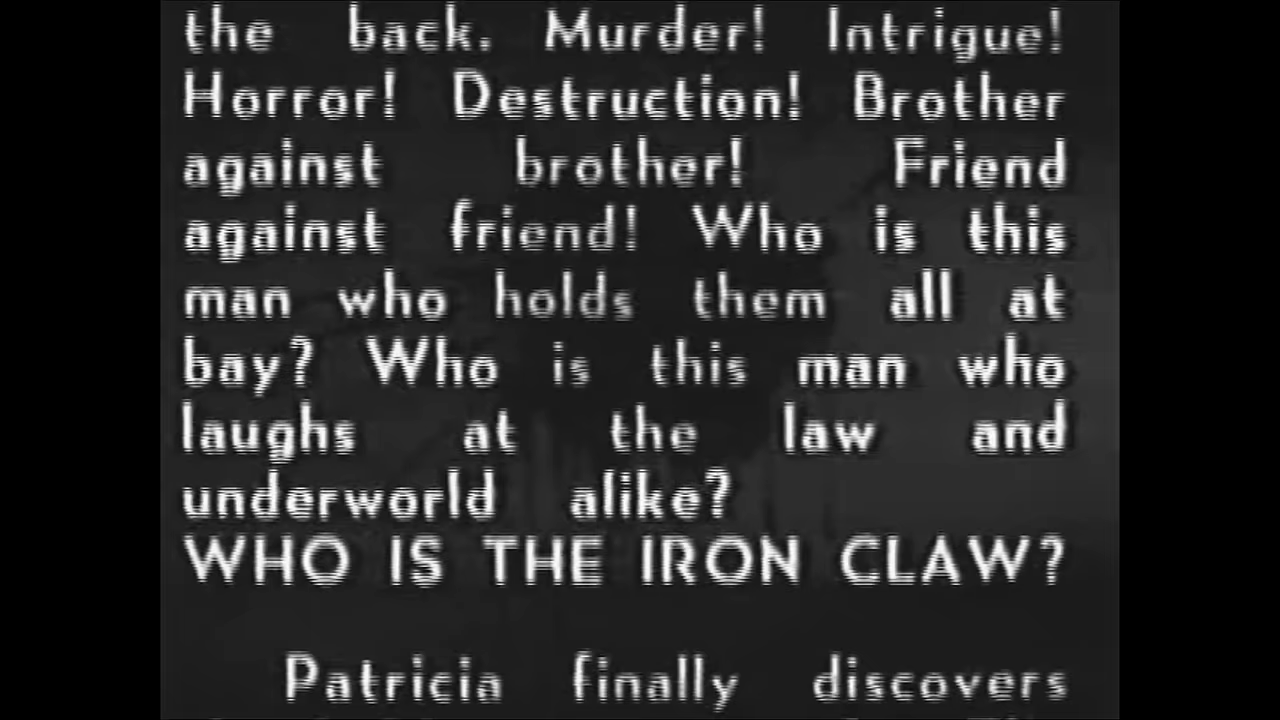 the back. Murder! Intrigue!
Horror! Destruction! Brother
against brother! Friend
against friend! Who is this
man who holds them all at
bay? Who is this man who
laughs at the law and
underworld alike?
WHO IS THE IRON CLAW?
Patricia finally discovers